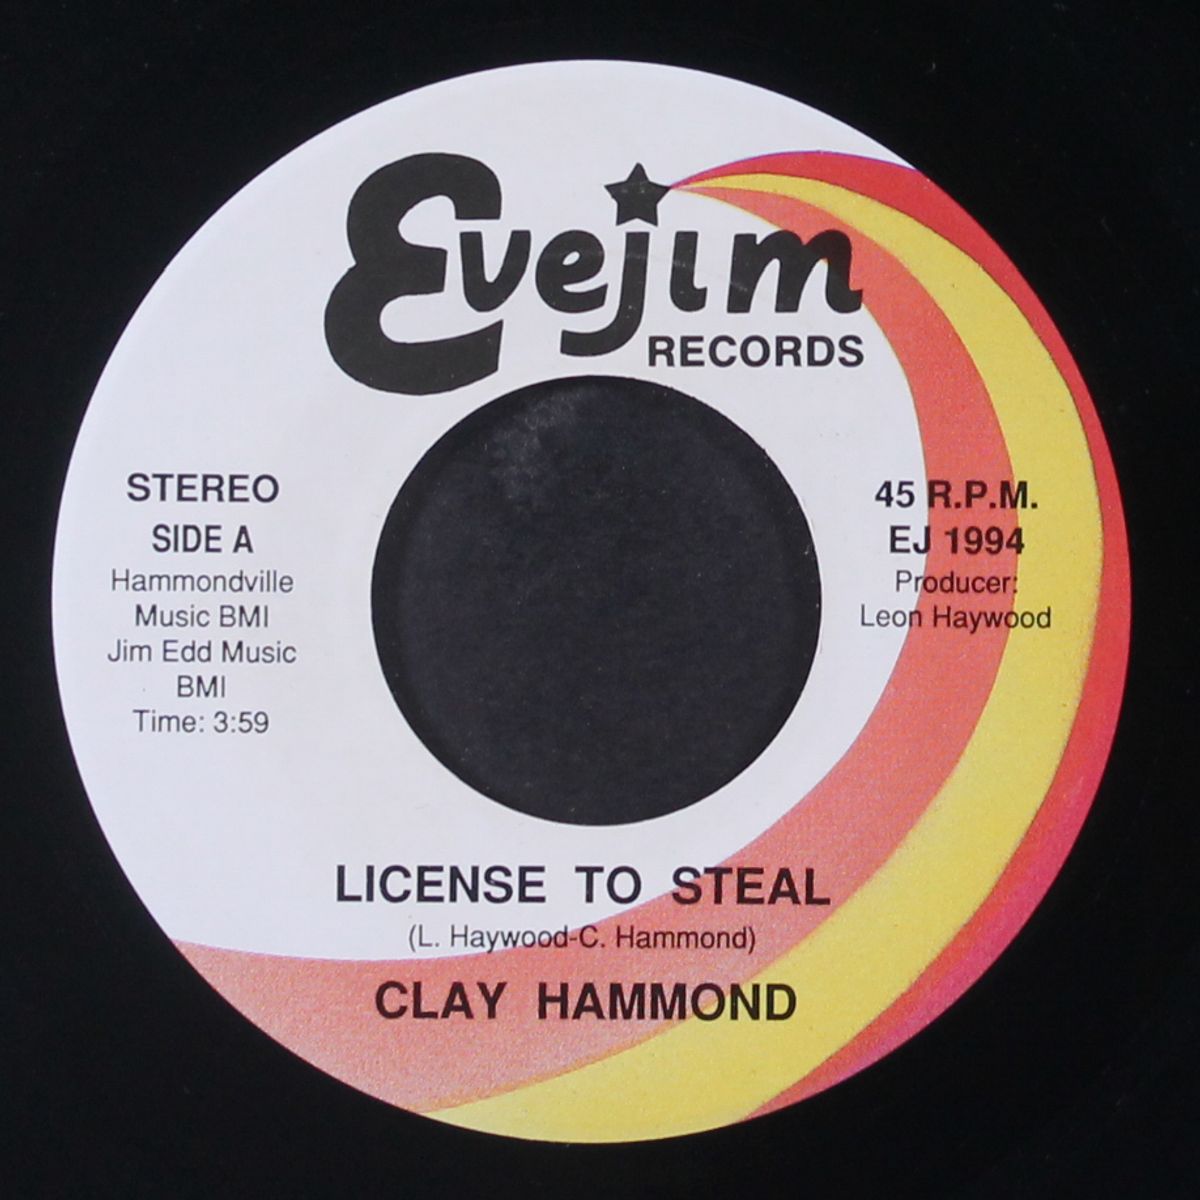 Evejim
RECORDS
STEREO
SIDE A
Hammondville
Music BMI
Jim Edd Music
BMI
Time: 3:59
45 R.P.M.
EJ 1994
Producer:
Leon Haywood
LICENSE TO STEAL
(L. Haywood-C. Hammond)
CLAY HAMMOND